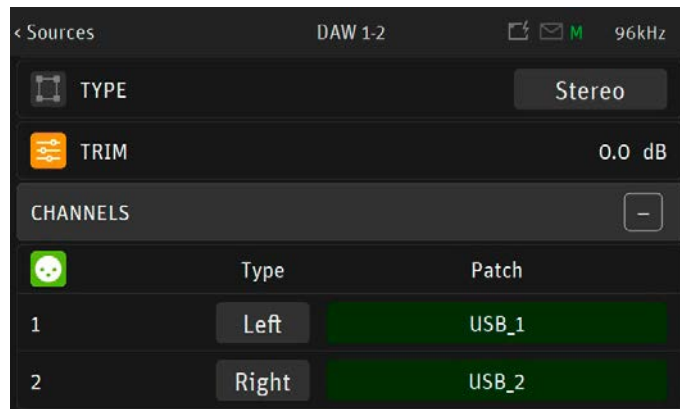 < Sources DAW 1-2 M 96kHz
TYPE Stereo
TRIM 0.0 dB
CHANNELS −
Type Patch
1 Left USB_1
2 Right USB_2